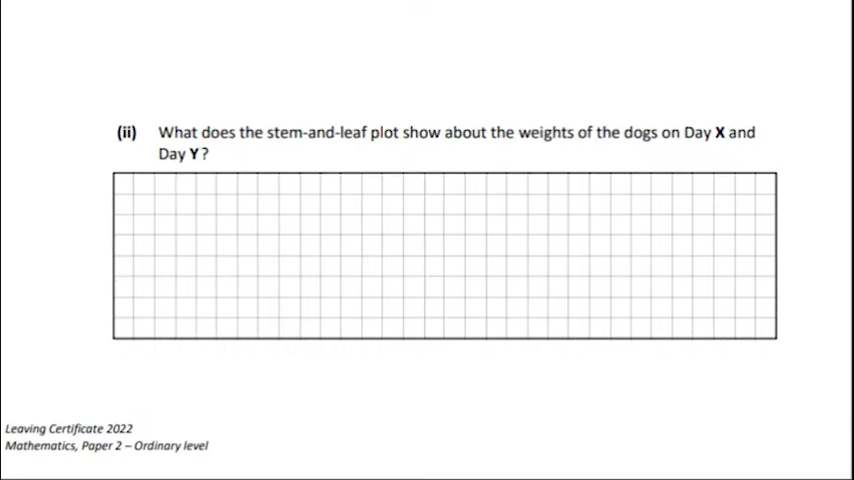 (ii) What does the stem-and-leaf plot show about the weights of the dogs on Day X and
Day Y?
Leaving Certificate 2022
Mathematics, Paper 2 – Ordinary level